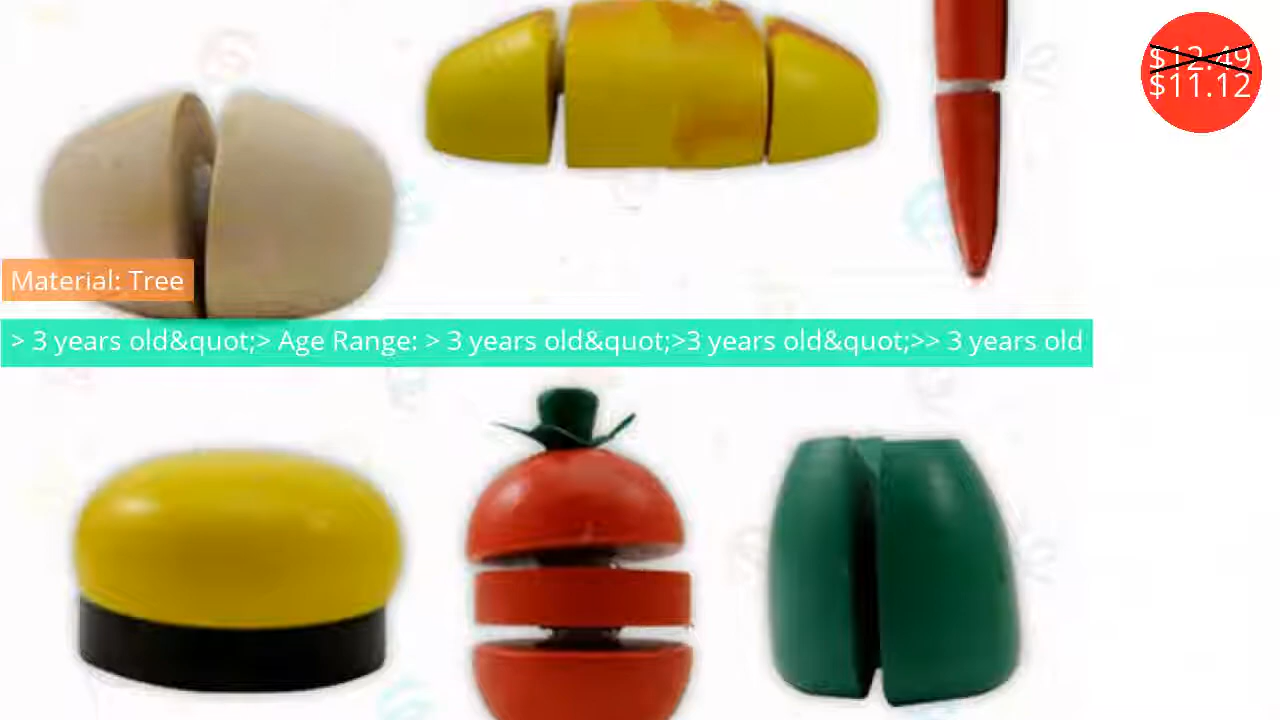 $12.49
$11.12
Material: Tree
> 3 years old&quot;> Age Range: > 3 years old&quot;>3 years old&quot;>> 3 years old